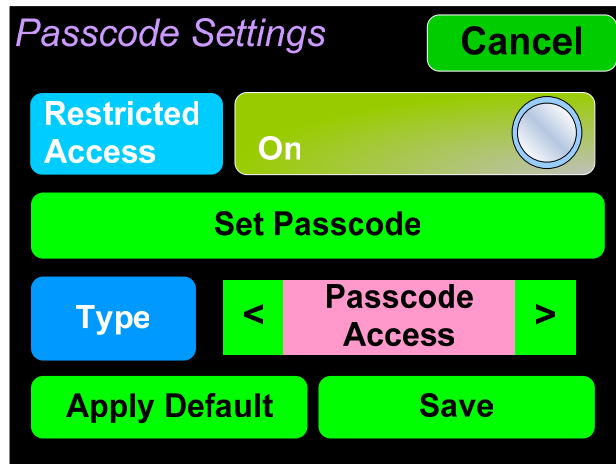 Passcode Settings
Cancel
Restricted
Access
On
Set Passcode
Type
<
Passcode
Access
>
Apply Default
Save